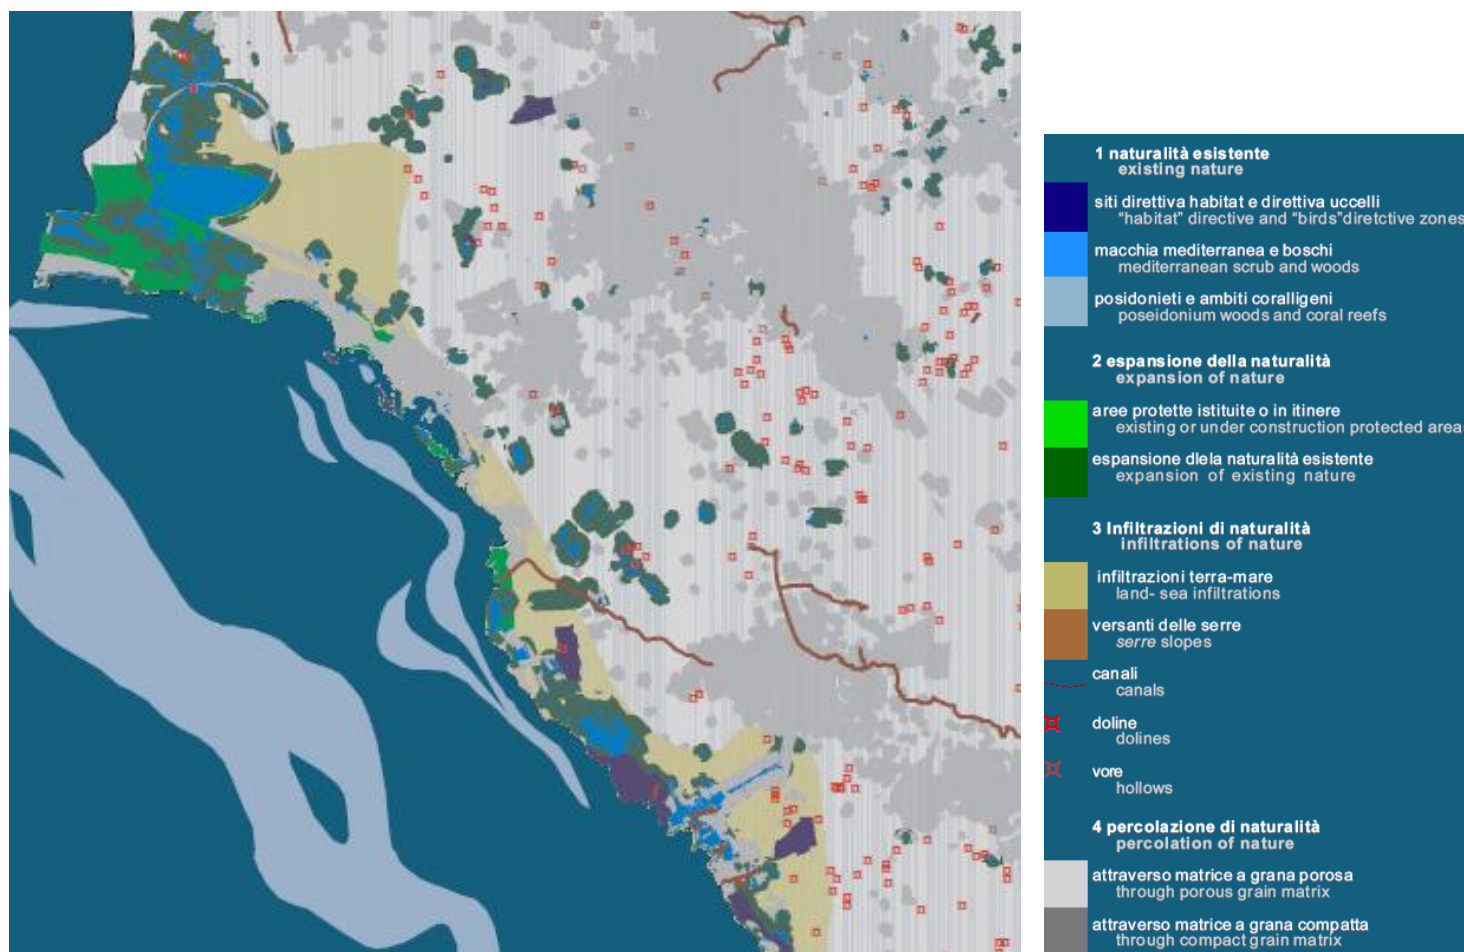 1 naturalità esistente
existing nature
siti direttiva habitat e direttiva uccelli
"habitat" directive and "birds"diretctive zones
macchia mediterranea e boschi
mediterranean scrub and woods
posidonieti e ambiti coralligeni
poseidonium woods and coral reefs
2 espansione della naturalità
expansion of nature
aree protette istituite o in itinere
existing or under construction protected area
espansione dlela naturalità esistente
expansion of existing nature
3 Infiltrazioni di naturalità
infiltrations of nature
infiltrazioni terra-mare
land- sea infiltrations
versanti delle serre
serre slopes
canali
canals
doline
dolines
vore
hollows
4 percolazione di naturalità
percolation of nature
attraverso matrice a grana porosa
through porous grain matrix
attraverso matrice a grana compatta
through compact grain matrix